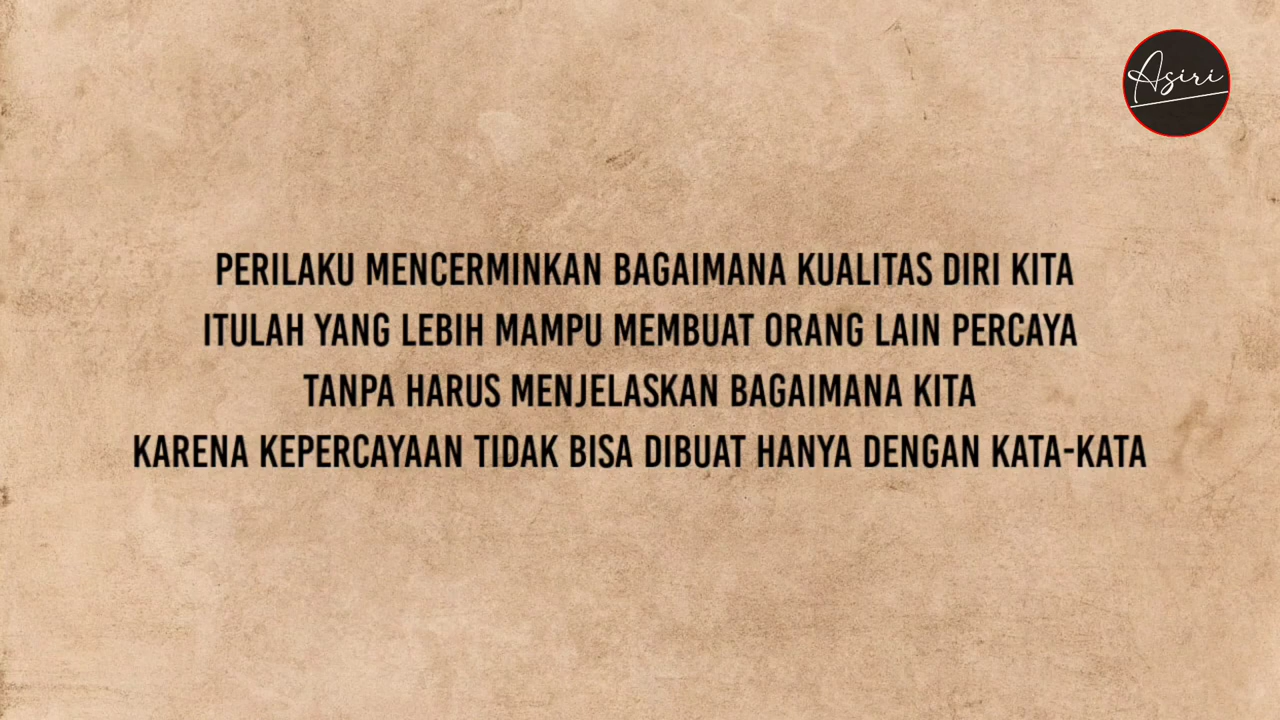 Asiri
PERILAKU MENCERMINKAN BAGAIMANA KUALITAS DIRI KITA
ITULAH YANG LEBIH MAMPU MEMBUAT ORANG LAIN PERCAYA
TANPA HARUS MENJELASKAN BAGAIMANA KITA
KARENA KEPERCAYAAN TIDAK BISA DIBUAT HANYA DENGAN KATA-KATA